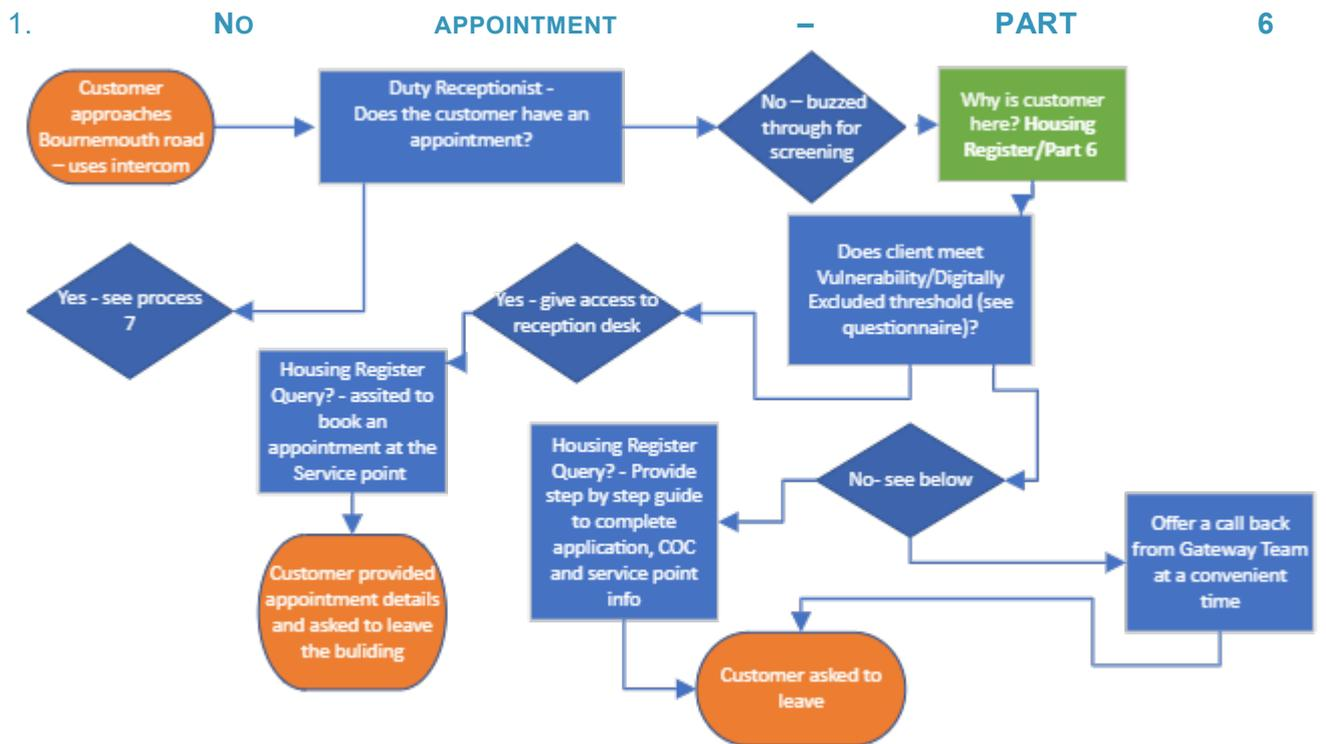 1. No APPOINTMENT – PART 6
Customer
approaches
Bournemouth road
– uses intercom
Duty Receptionist -
Does the customer have an
appointment?
No – buzzed
through for
screening
Why is customer
here? Housing
Register/Part 6
Does client meet
Vulnerability/Digitally
Excluded threshold (see
questionnaire)?
Yes - see process
7
Yes - give access to
reception desk
Housing Register
Query? - assited to
book an
appointment at the
Service point
Customer provided
appointment details
and asked to leave
the buliding
No- see below
Housing Register
Query? - Provide
step by step guide
to complete
application, COC
and service point
info
Offer a call back
from Gateway Team
at a convenient
time
Customer asked to
leave